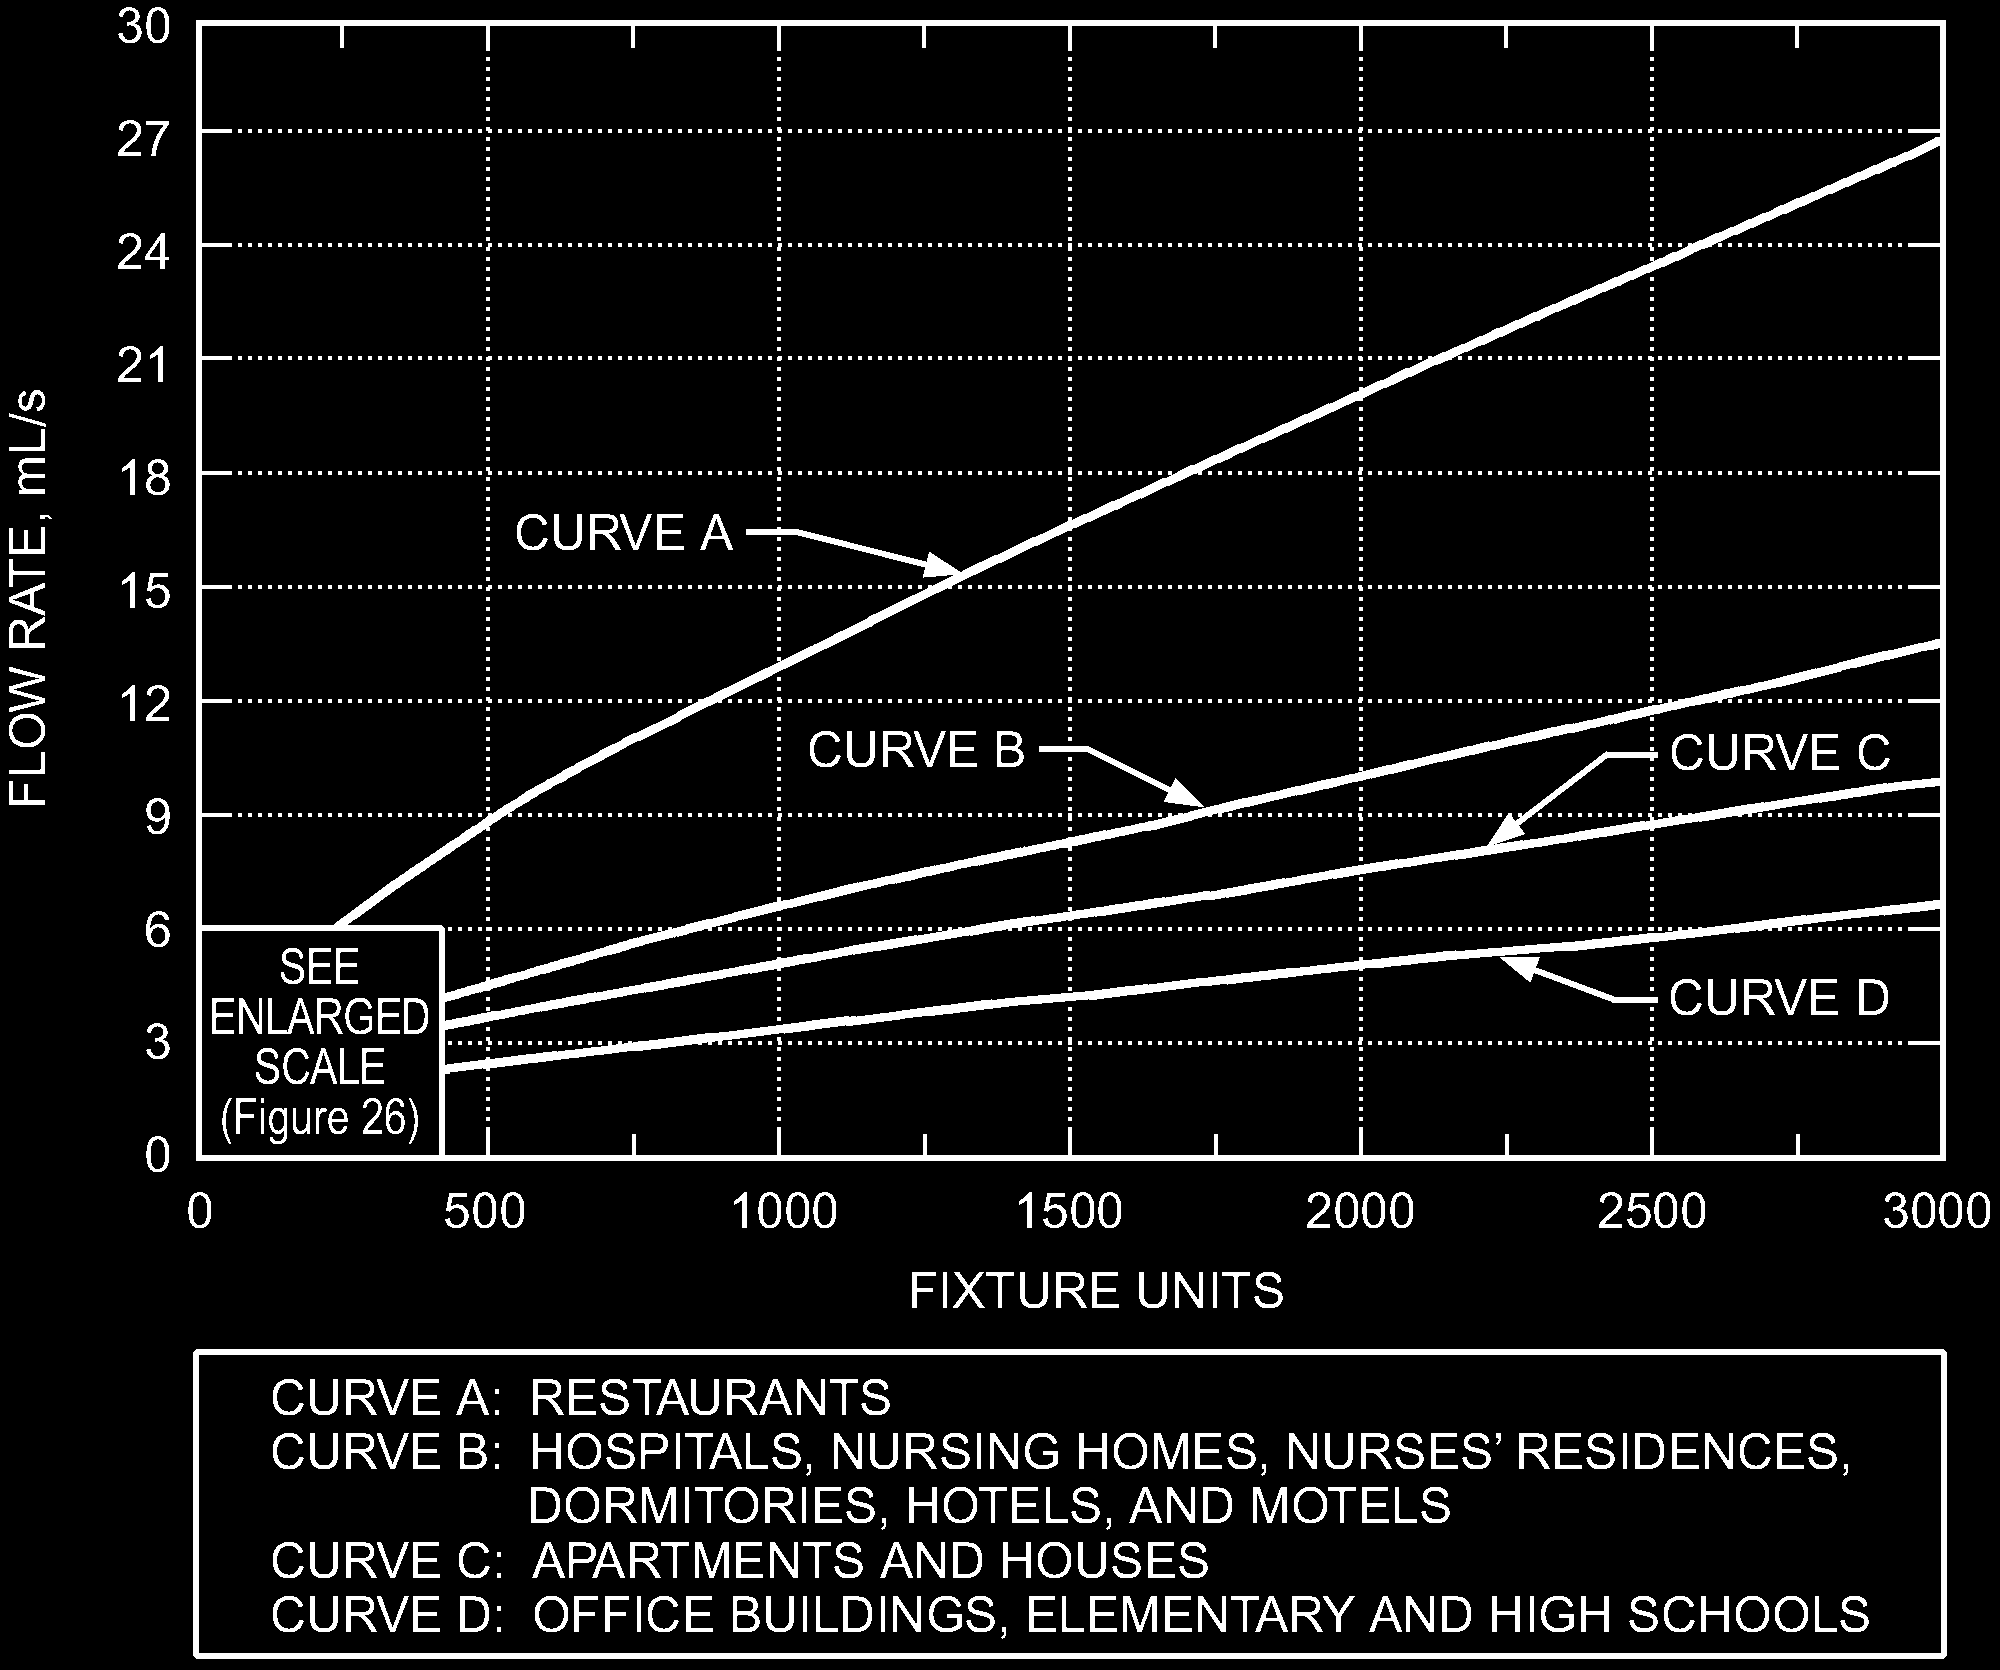 30
27
24
21
18
15
12
9
6
3
0
FLOW RATE, mL/s
CURVE A
CURVE B
CURVE C
CURVE D
SEE
ENLARGED
SCALE
(Figure 26)
0 500 1000 1500 2000 2500 3000
FIXTURE UNITS
CURVE A: RESTAURANTS
CURVE B: HOSPITALS, NURSING HOMES, NURSES’ RESIDENCES,
DORMITORIES, HOTELS, AND MOTELS
CURVE C: APARTMENTS AND HOUSES
CURVE D: OFFICE BUILDINGS, ELEMENTARY AND HIGH SCHOOLS